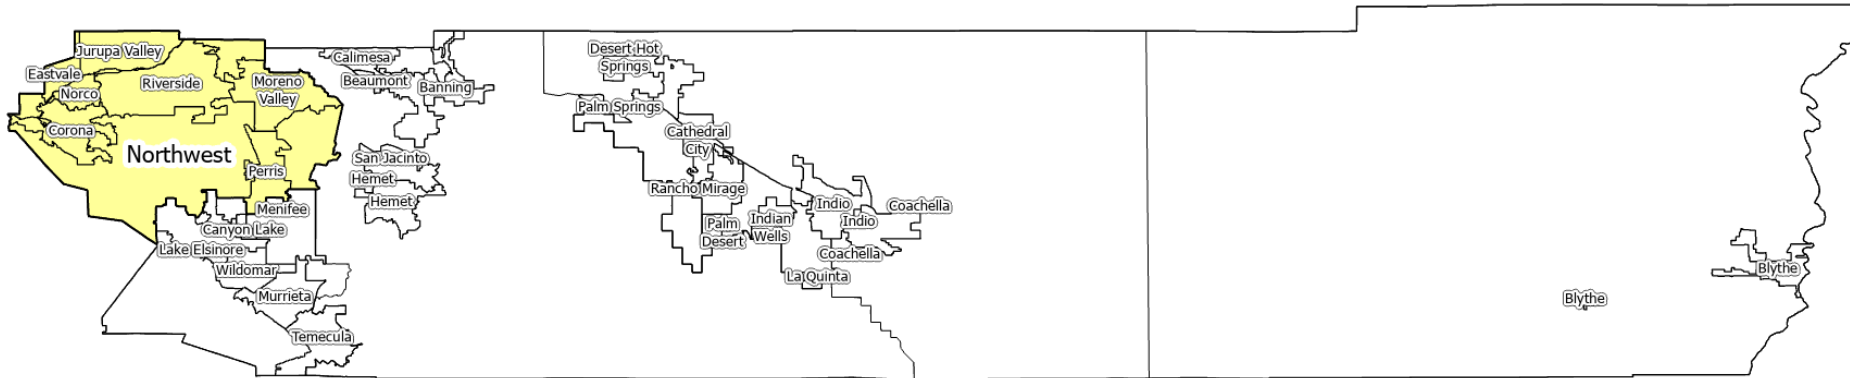 Jurupa Valley
Eastvale
Riverside
Norco
Moreno
Valley
Corona
Northwest
Perris
Menifee
Canyon Lake
Lake Elsinore
Wildomar
Murrieta
Temecula
Calimesa
Beaumont
Banning
San Jacinto
Hemet
Hemet
Desert Hot
Springs
Palm Springs
Cathedral
City
Rancho Mirage
Palm
Desert
Indian
Wells
Indio
Indio
Coachella
Coachella
La Quinta
Blythe
Blythe